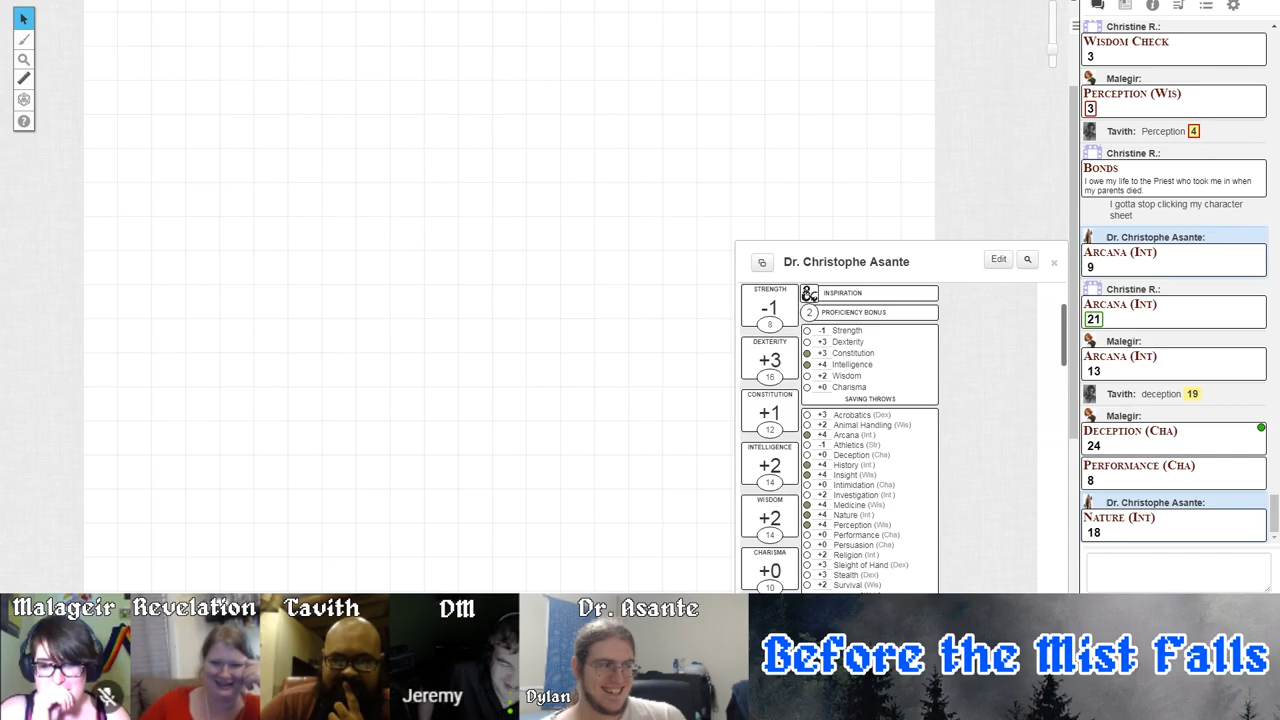 Christine R.:
WISDOM CHECK
3
Malegir:
PERCEPTION (WIS)
3
Tavith: Perception 4
Christine R.:
BONDS
I owe my life to the Priest who took me in when
my parents died.
I gotta stop clicking my character
sheet
Dr. Christophe Asante:
ARCANA (INT)
9
Christine R.:
ARCANA (INT)
21
Malegir:
ARCANA (INT)
13
Tavith: deception 19
Malegir:
DECEPTION (CHA)
24
PERFORMANCE (CHA)
8
Dr. Christophe Asante:
NATURE (INT)
18
Dr. Christophe Asante
Edit
STRENGTH
-1
8
DEXTERITY
+3
16
CONSTITUTION
+1
12
INTELLIGENCE
+2
14
WISDOM
+2
14
CHARISMA
+0
10
INSPIRATION
2 PROFICIENCY BONUS
-1 Strength
+3 Dexterity
+3 Constitution
+4 Intelligence
+2 Wisdom
+0 Charisma
SAVING THROWS
+3 Acrobatics (Dex)
+2 Animal Handling (Wis)
+4 Arcana (Int)
-1 Athletics (Str)
+0 Deception (Cha)
+4 History (Int)
+4 Insight (Wis)
+0 Intimidation (Cha)
+2 Investigation (Int)
+4 Medicine (Wis)
+4 Nature (Int)
+4 Perception (Wis)
+0 Performance (Cha)
+0 Persuasion (Cha)
+2 Religion (Int)
+3 Sleight of Hand (Dex)
+3 Stealth (Dex)
+2 Survival (Wis)
Malageir
Revelation
Tavith
DM
Dr. Asante
Jeremy
Dylan
Before the Mist Falls